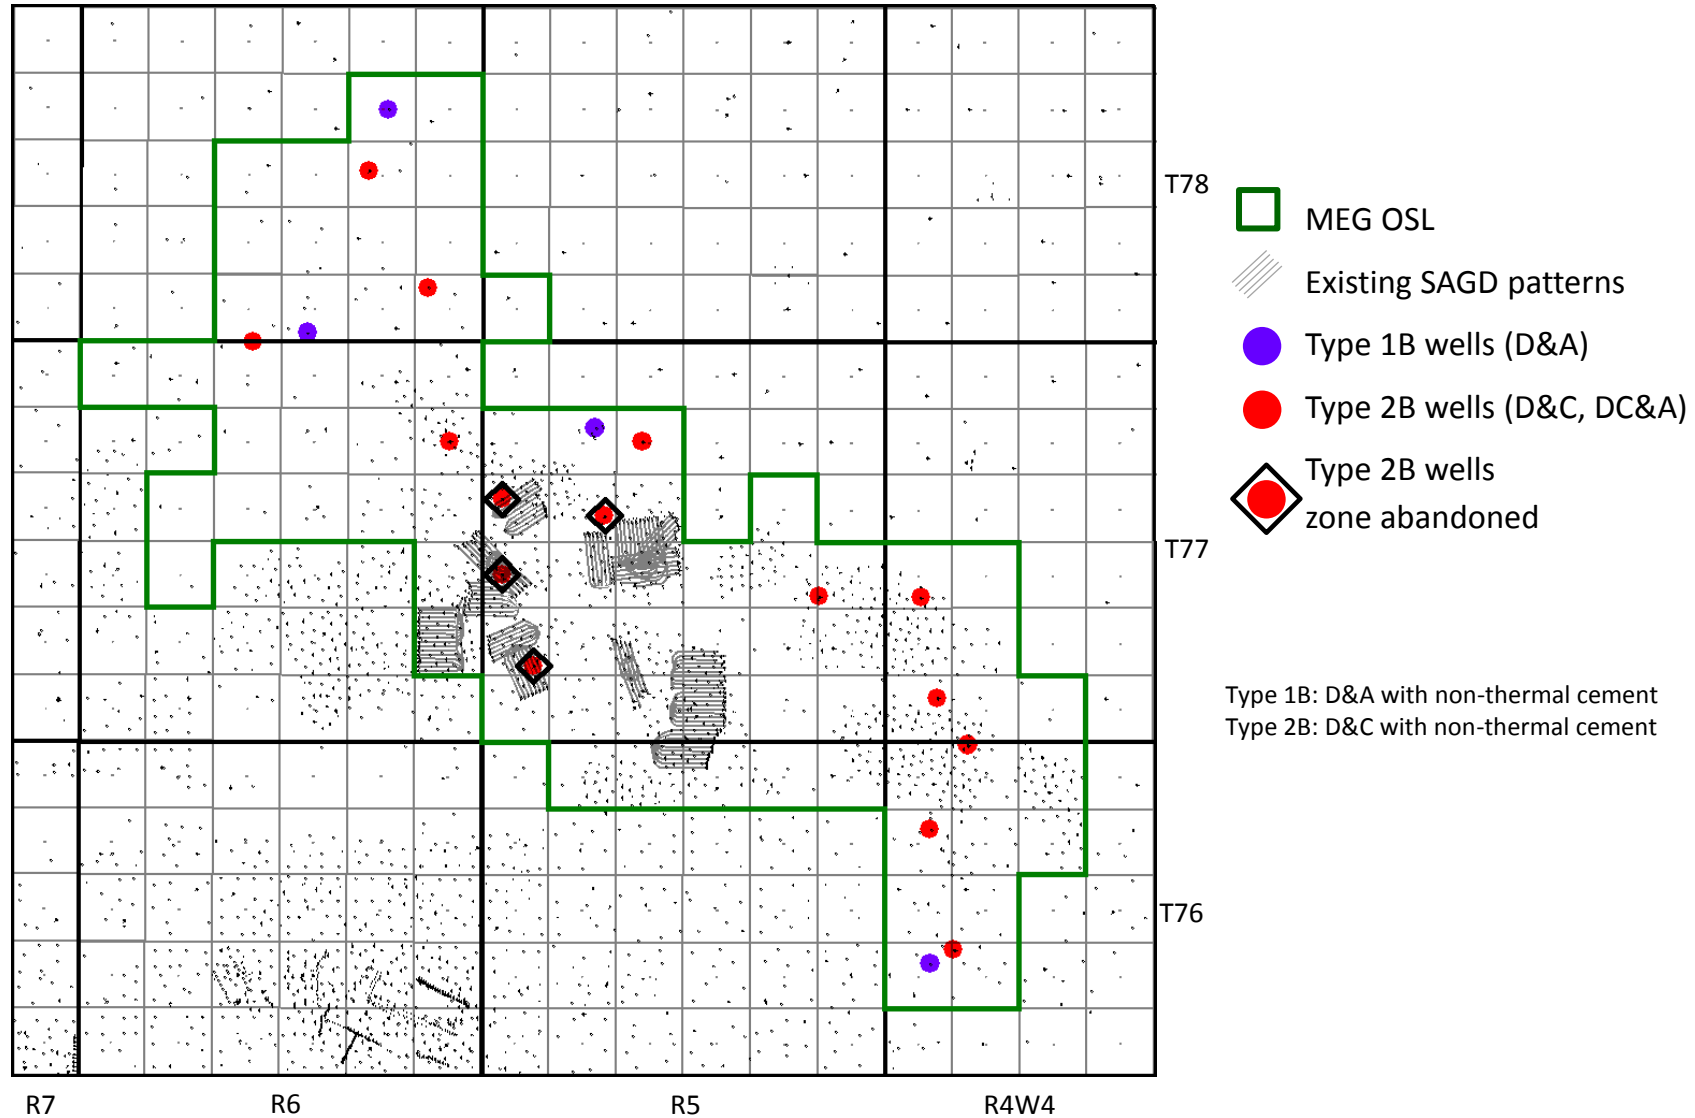 T78
MEG OSL
Existing SAGD patterns
Type 1B wells (D&A)
Type 2B wells (D&C, DC&A)
Type 2B wells
zone abandoned
T77
Type 1B: D&A with non-thermal cement
Type 2B: D&C with non-thermal cement
T76
R7 R6 R5 R4W4